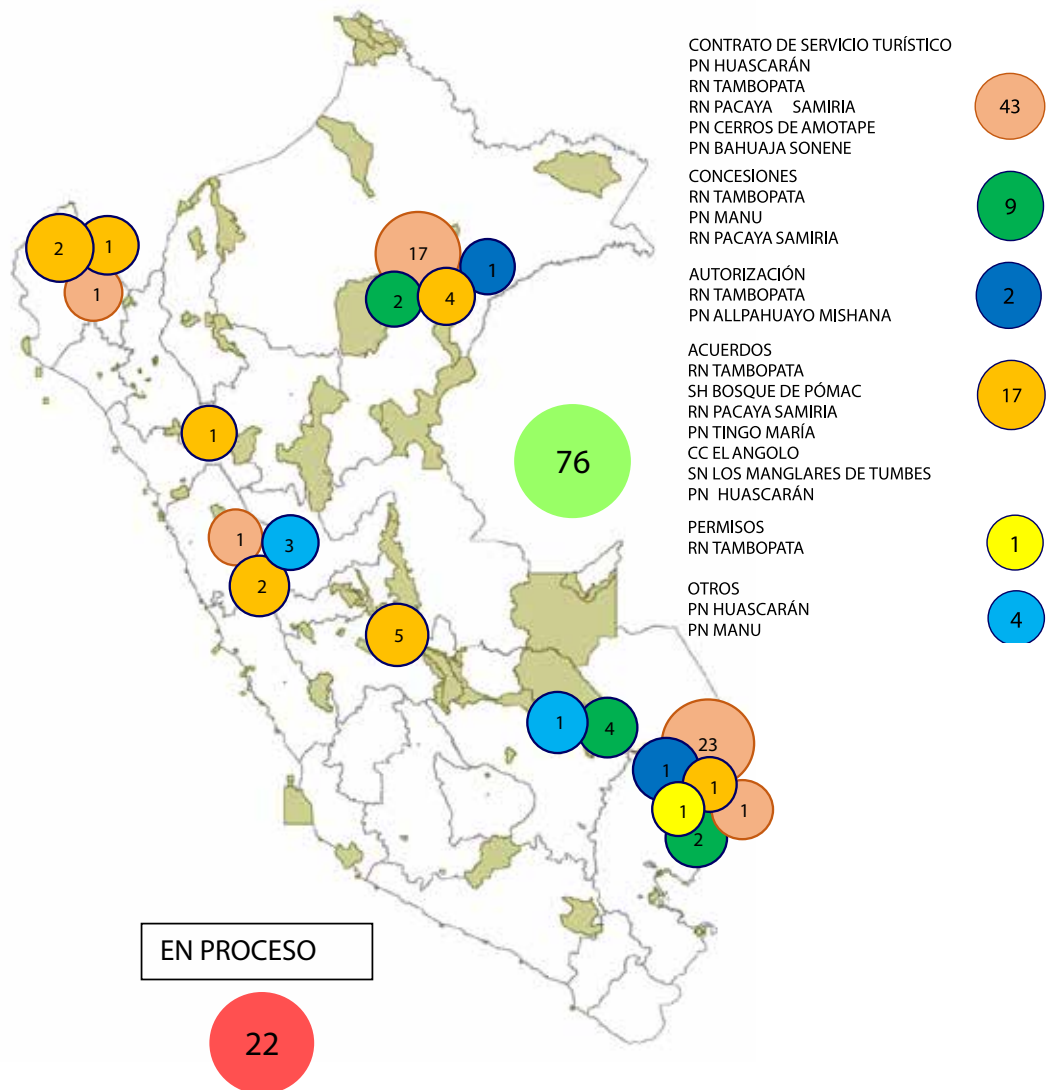 CONTRATO DE SERVICIO TURÍSTICO
PN HUASCARÁN
RN TAMBOPATA
RN PACAYA SAMIRIA
PN CERROS DE AMOTAPE
PN BAHUAJA SONENE
43
CONCESIONES
RN TAMBOPATA
PN MANU
RN PACAYA SAMIRIA
9
AUTORIZACIÓN
RN TAMBOPATA
PN ALLPAHUAYO MISHANA
2
ACUERDOS
RN TAMBOPATA
SH BOSQUE DE PÓMAC
RN PACAYA SAMIRIA
PN TINGO MARÍA
CC EL ANGOLO
SN LOS MANGLARES DE TUMBES
PN HUASCARÁN
17
PERMISOS
RN TAMBOPATA
1
OTROS
PN HUASCARÁN
PN MANU
4
2
1
1
17
1
2
4
1
76
1
3
2
5
1
4
23
1
1
1
1
2
EN PROCESO
22